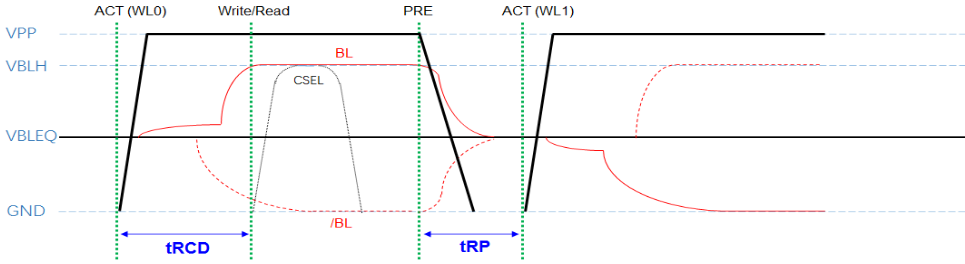 ACT (WL0) Write/Read PRE ACT (WL1)
VPP
BL
VBLH
CSEL
VBLEQ
GND
/BL
tRCD tRP